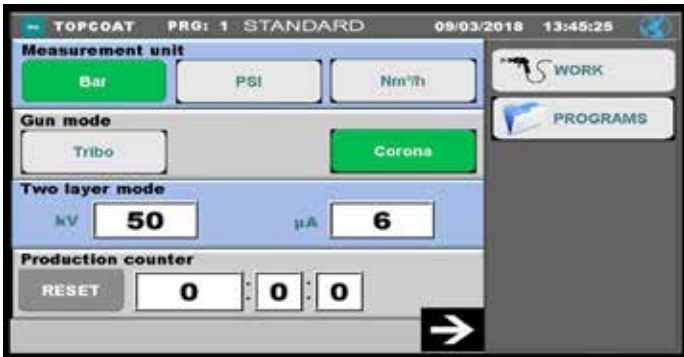 TOPCOAT PRG: 1 STANDARD 09/03/2018 13:45:25
Measurement unit
Bar PSI Nm³/h
WORK
PROGRAMS
Gun mode
Tribo Corona
Two layer mode
kV 50 µA 6
Production counter
RESET 0 : 0 : 0